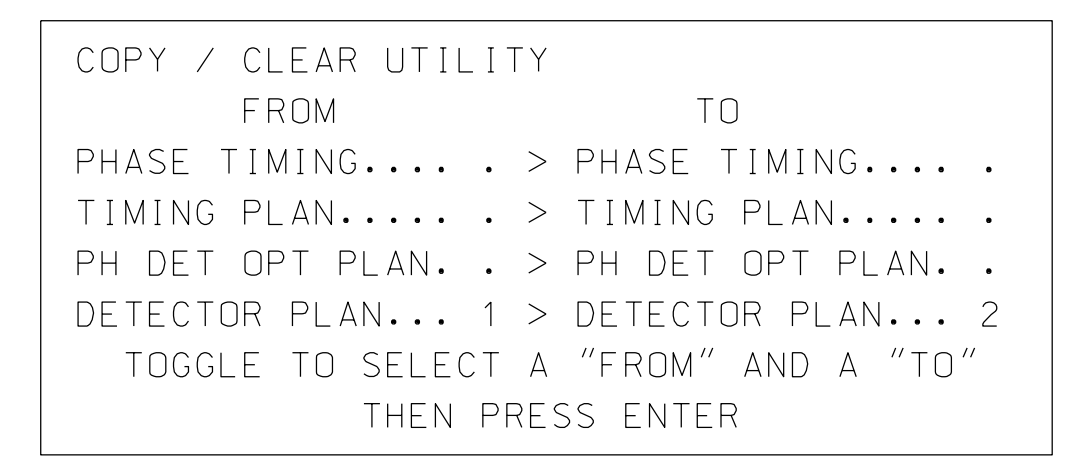 COPY / CLEAR UTILITY
FROM TO
PHASE TIMING.... . > PHASE TIMING.... .
TIMING PLAN..... . > TIMING PLAN..... .
PH DET OPT PLAN. . > PH DET OPT PLAN. .
DETECTOR PLAN... 1 > DETECTOR PLAN... 2
TOGGLE TO SELECT A "FROM" AND A "TO"
THEN PRESS ENTER